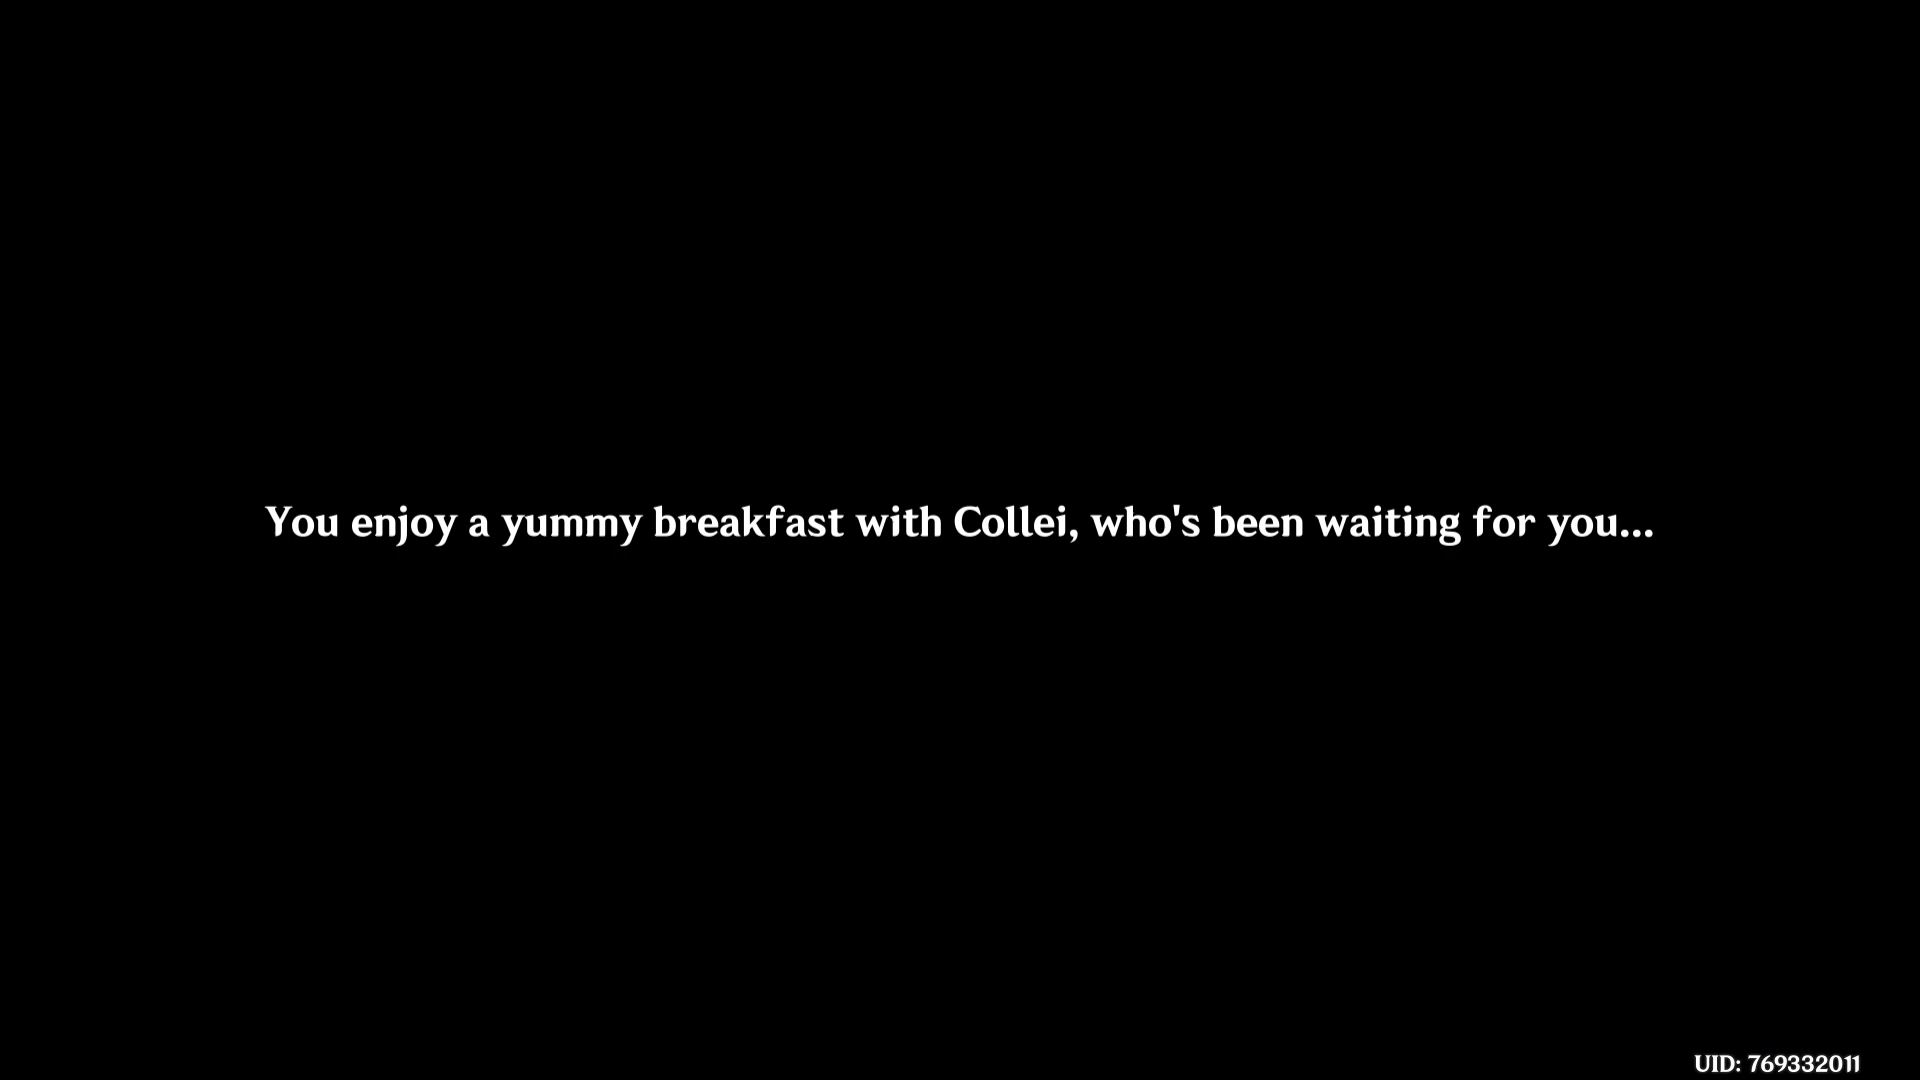 You enjoy a yummy breakfast with Collei, who's been waiting for you...
UID: 769332011